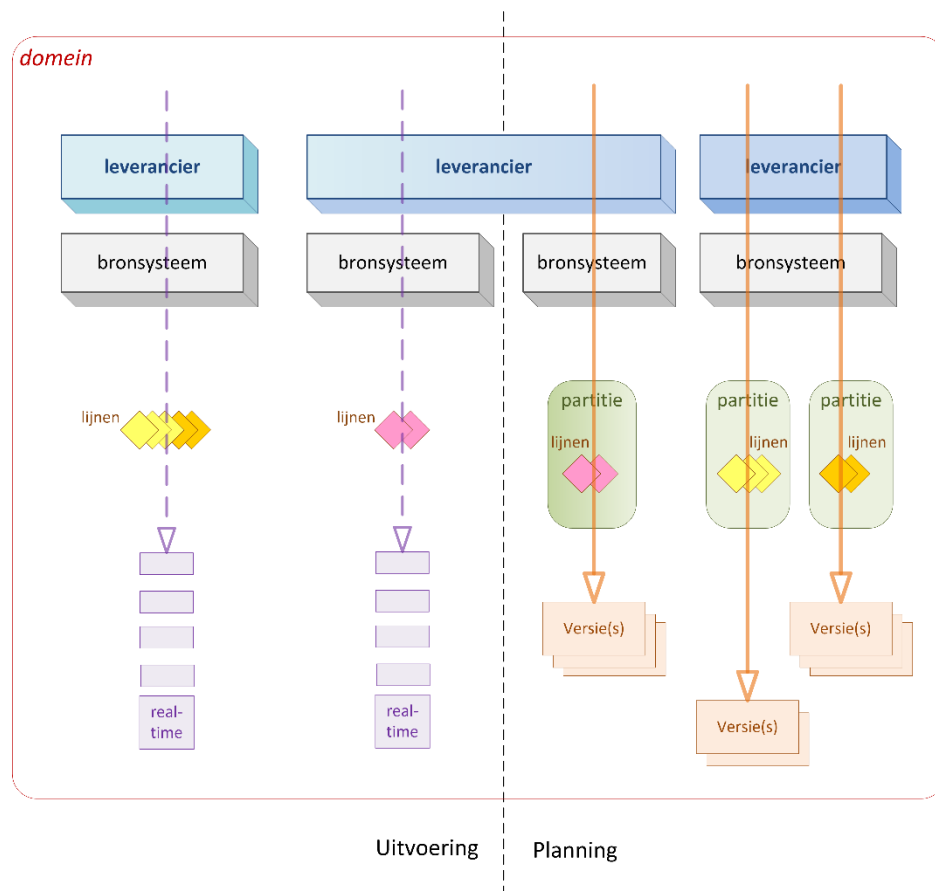 domein
leverancier
leverancier
leverancier
bronsysteem
bronsysteem
bronsysteem
bronsysteem
partitie
partitie
partitie
lijnen
lijnen
lijnen
lijnen
lijnen
Versie(s)
Versie(s)
Versie(s)
real-
time
real-
time
Uitvoering
Planning